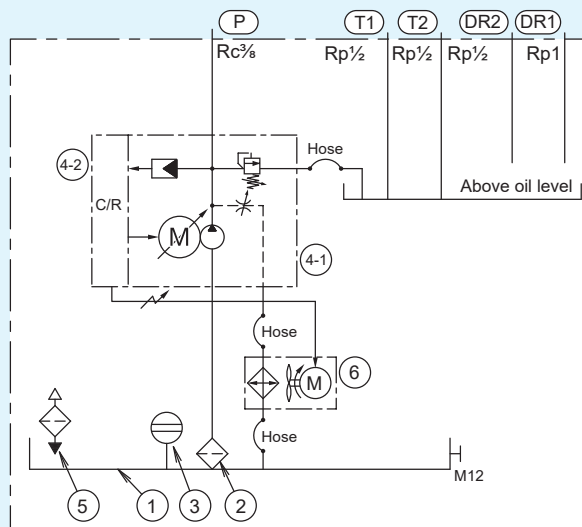 P T1 T2 DR2 DR1
Rc⅜ Rp½ Rp½ Rp½ Rp1
Hose
4-2
C/R
Above oil level
M
4-1
Hose
M 6
Hose
M12
5 1 3 2